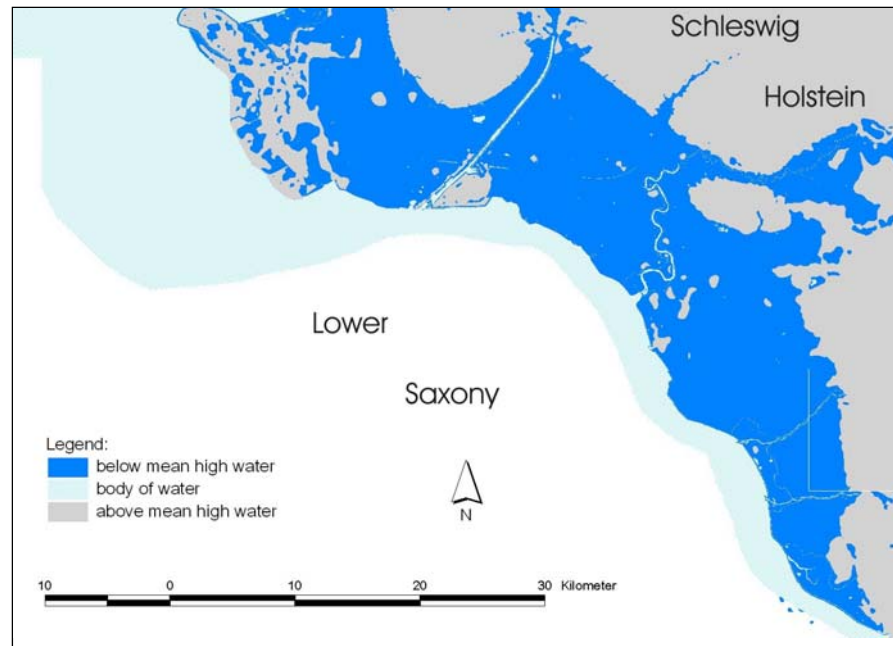 Schleswig
Holstein
Lower
Saxony
Legend:
below mean high water
body of water
above mean high water
N
10 0 10 20 30 Kilometer